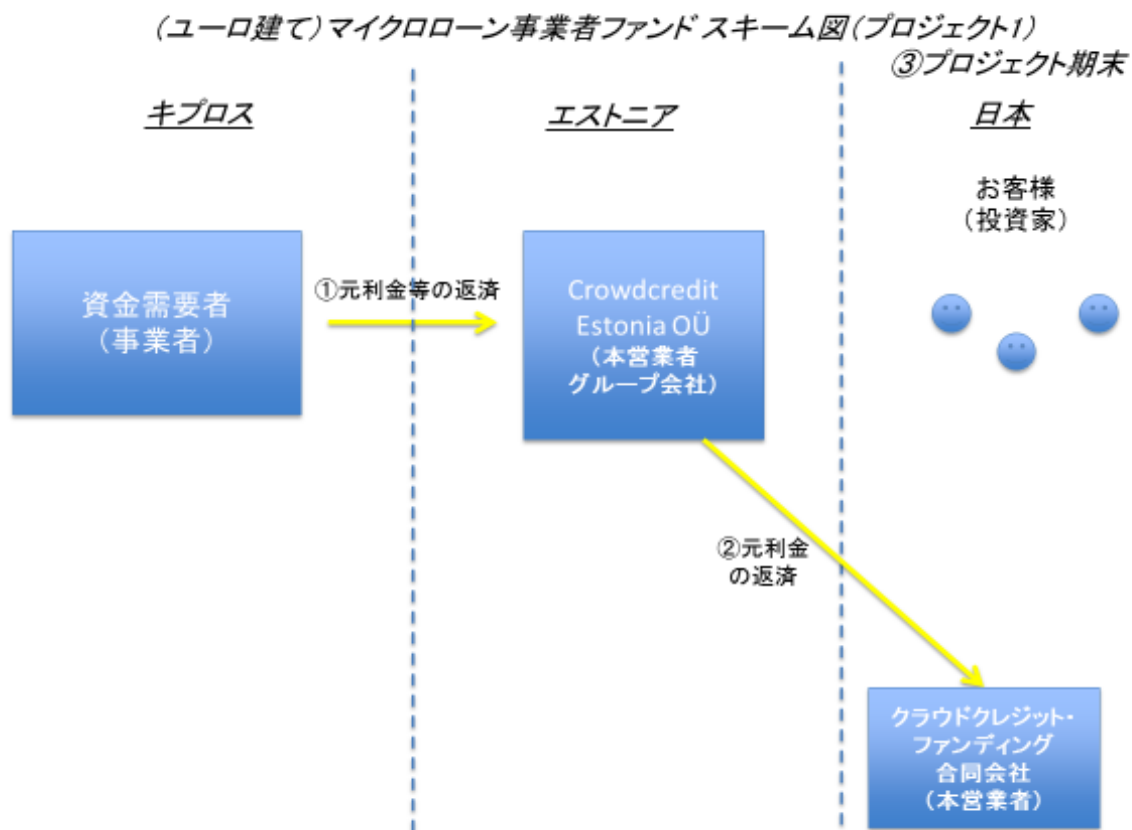 (ユーロ建て)マイクロローン事業者ファンド スキーム図(プロジェクト1)
③プロジェクト期末
キプロス
エストニア
日本
お客様
(投資家)
資金需要者
(事業者)
①元利金等の返済
Crowdcredit
Estonia OÜ
(本営業者
グループ会社)
②元利金
の返済
クラウドクレジット・
ファンディング
合同会社
(本営業者)